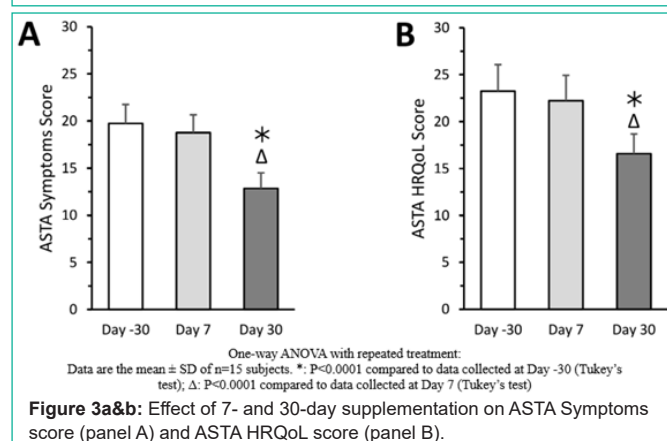 A
B
30
25
20
15
10
5
0
ASTA Symptoms Score
*
Δ
Day -30 Day 7 Day 30
30
25
20
15
10
5
0
ASTA HRQoL Score
*
Δ
Day -30 Day 7 Day 30
One-way ANOVA with repeated treatment:
Data are the mean ± SD of n=15 subjects. *: P<0.0001 compared to data collected at Day -30 (Tukey's
test); Δ: P<0.0001 compared to data collected at Day 7 (Tukey's test)
Figure 3a&b: Effect of 7- and 30-day supplementation on ASTA Symptoms
score (panel A) and ASTA HRQoL score (panel B).